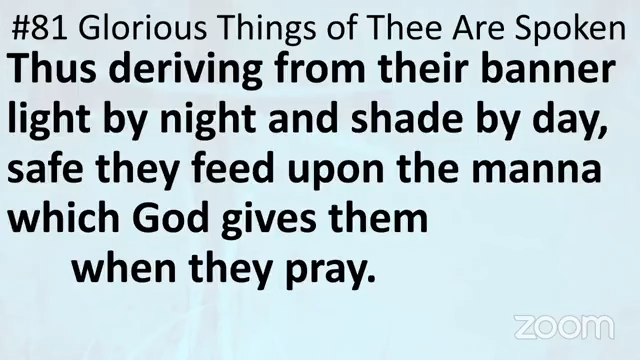 #81 Glorious Things of Thee Are Spoken
Thus deriving from their banner
light by night and shade by day,
safe they feed upon the manna
which God gives them
when they pray.
zoom